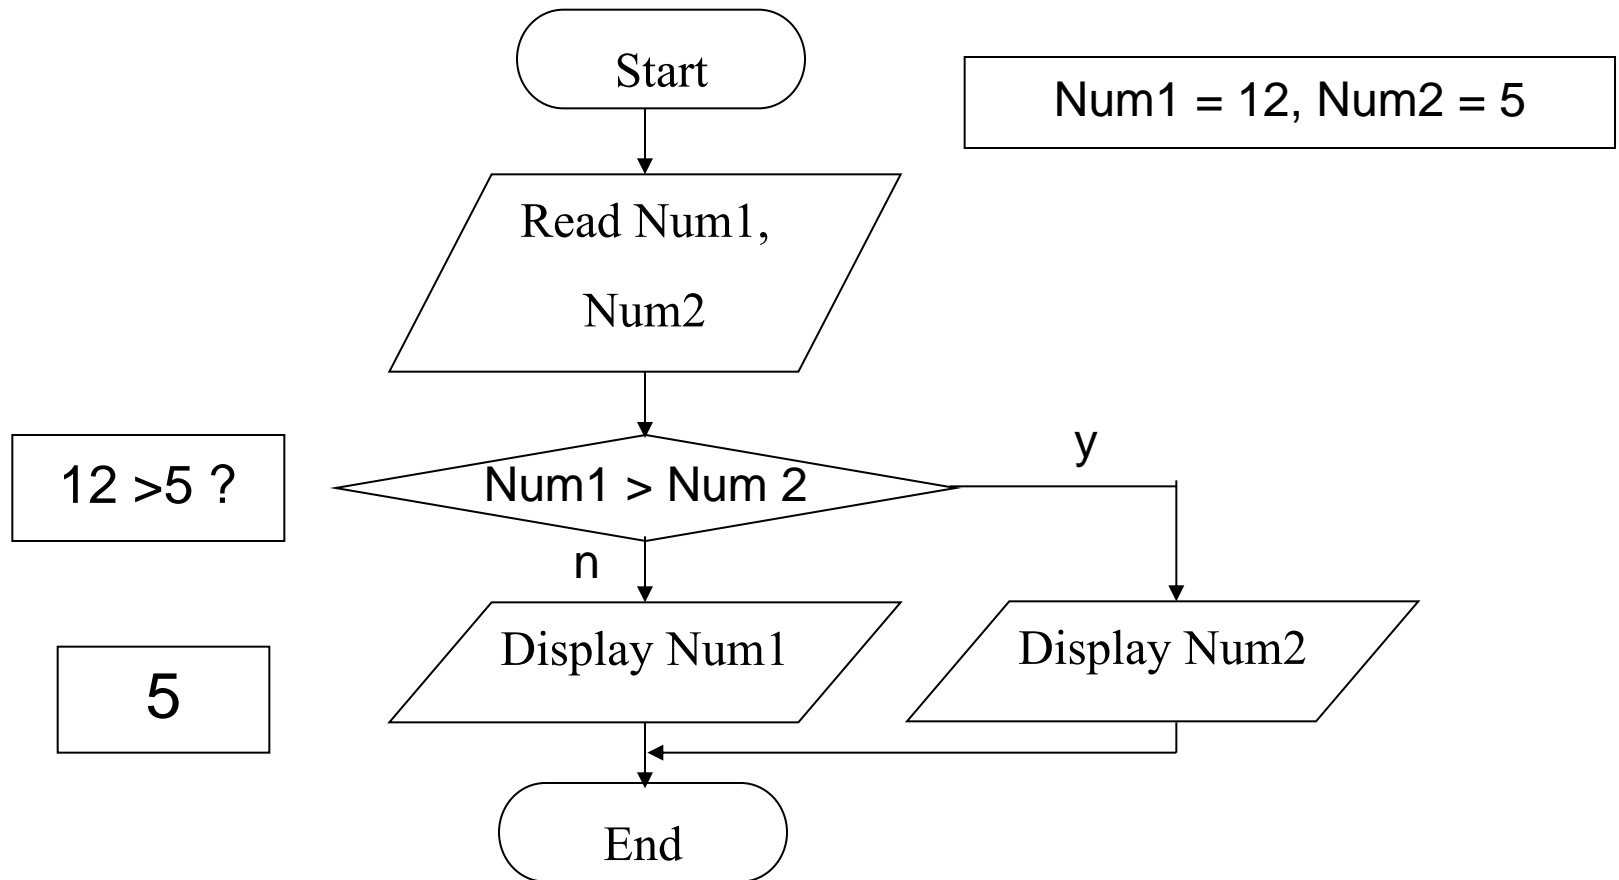 Start
Num1 = 12, Num2 = 5
Read Num1,
Num2
y
12 >5 ?
Num1 > Num 2
n
Display Num1
Display Num2
5
End